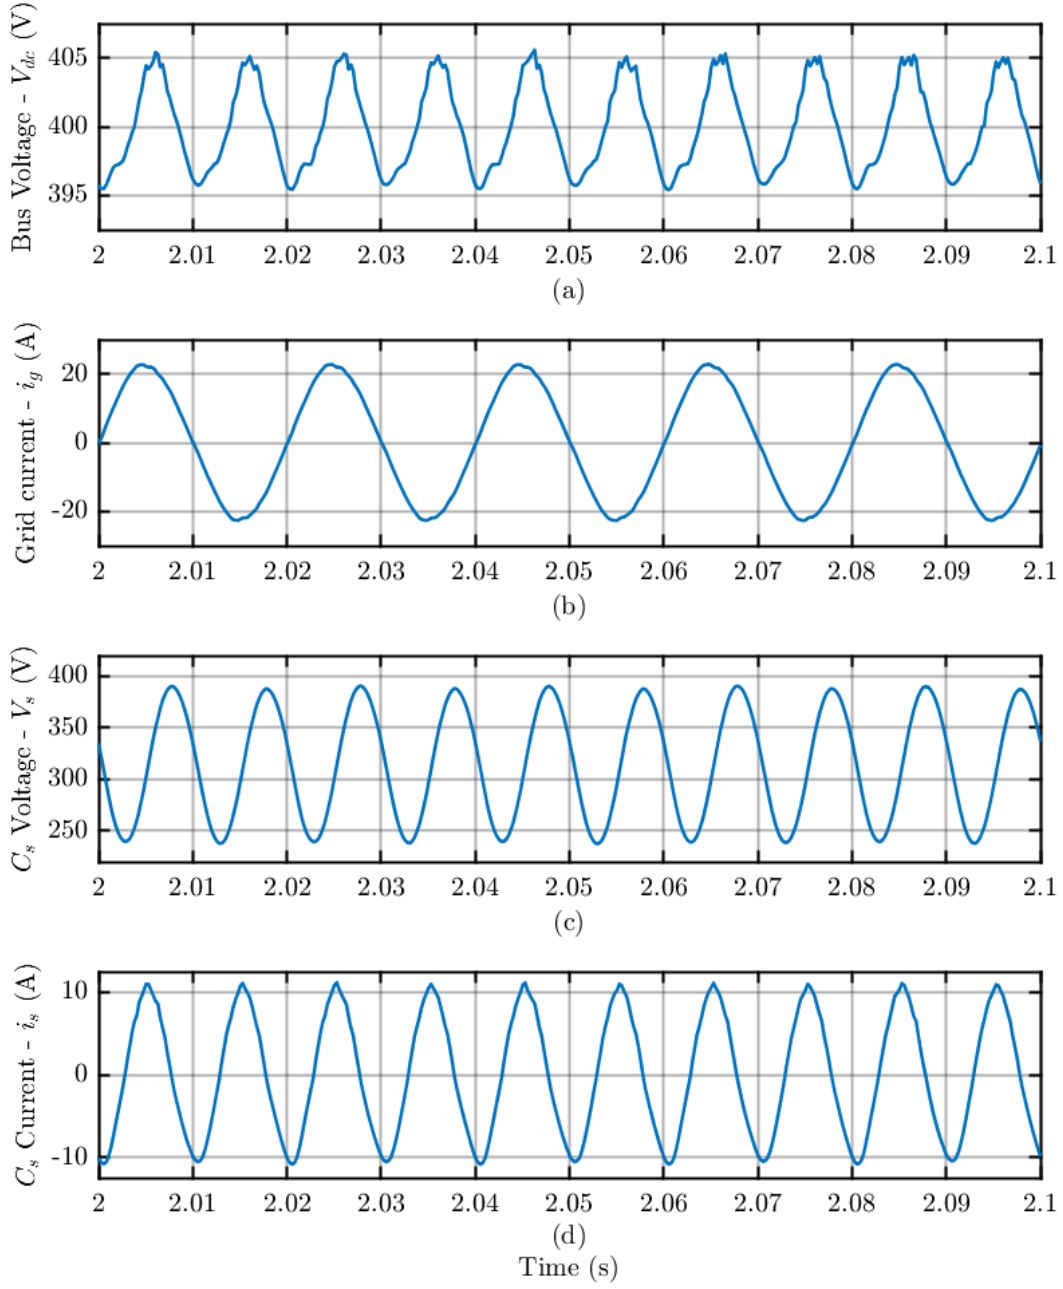 Bus Voltage - V_dc (V)
405
400
395
2 2.01 2.02 2.03 2.04 2.05 2.06 2.07 2.08 2.09 2.1
(a)
Grid current - i_g (A)
20
0
-20
2 2.01 2.02 2.03 2.04 2.05 2.06 2.07 2.08 2.09 2.1
(b)
C_s Voltage - V_s (V)
400
350
300
250
2 2.01 2.02 2.03 2.04 2.05 2.06 2.07 2.08 2.09 2.1
(c)
C_s Current - i_s (A)
10
0
-10
2 2.01 2.02 2.03 2.04 2.05 2.06 2.07 2.08 2.09 2.1
(d)
Time (s)